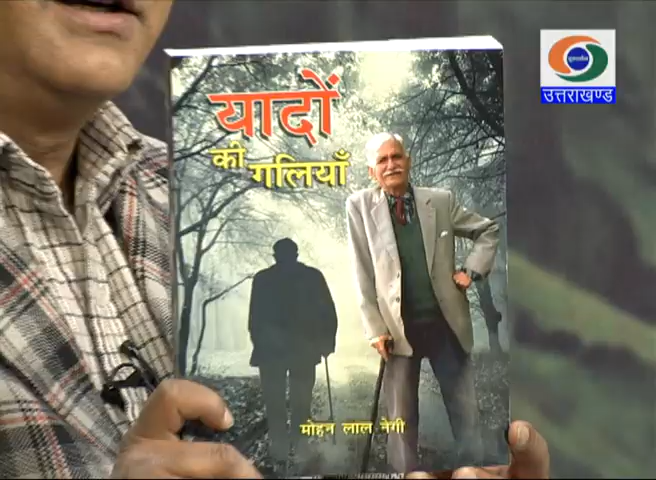 यादों
की गलियाँ
मोहन लाल नेगी
उत्तराखण्ड